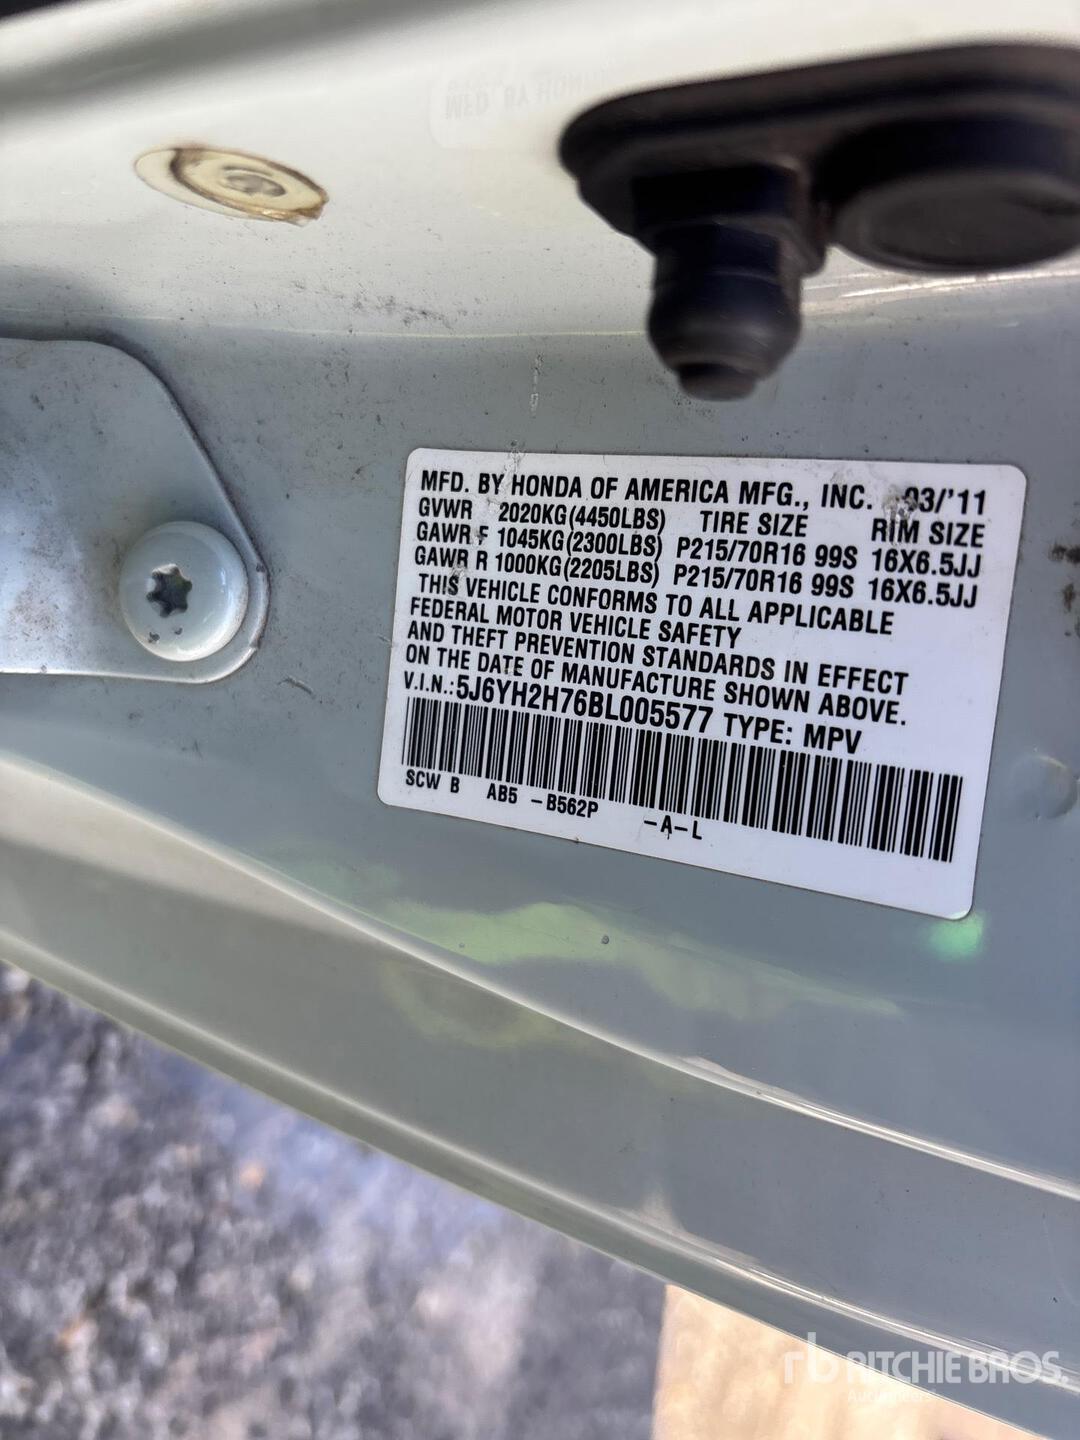 MFD. BY HONDA OF AMERICA MFG., INC. 03/'11
GVWR 2020KG(4450LBS) TIRE SIZE RIM SIZE
GAWR F 1045KG(2300LBS) P215/70R16 99S 16X6.5JJ
GAWR R 1000KG(2205LBS) P215/70R16 99S 16X6.5JJ
THIS VEHICLE CONFORMS TO ALL APPLICABLE
FEDERAL MOTOR VEHICLE SAFETY
AND THEFT PREVENTION STANDARDS IN EFFECT
ON THE DATE OF MANUFACTURE SHOWN ABOVE.
V.I.N.:5J6YH2H76BL005577 TYPE: MPV
SCW B AB5 -B562P -A-L
rb RITCHIE BROS.
Auctioneers